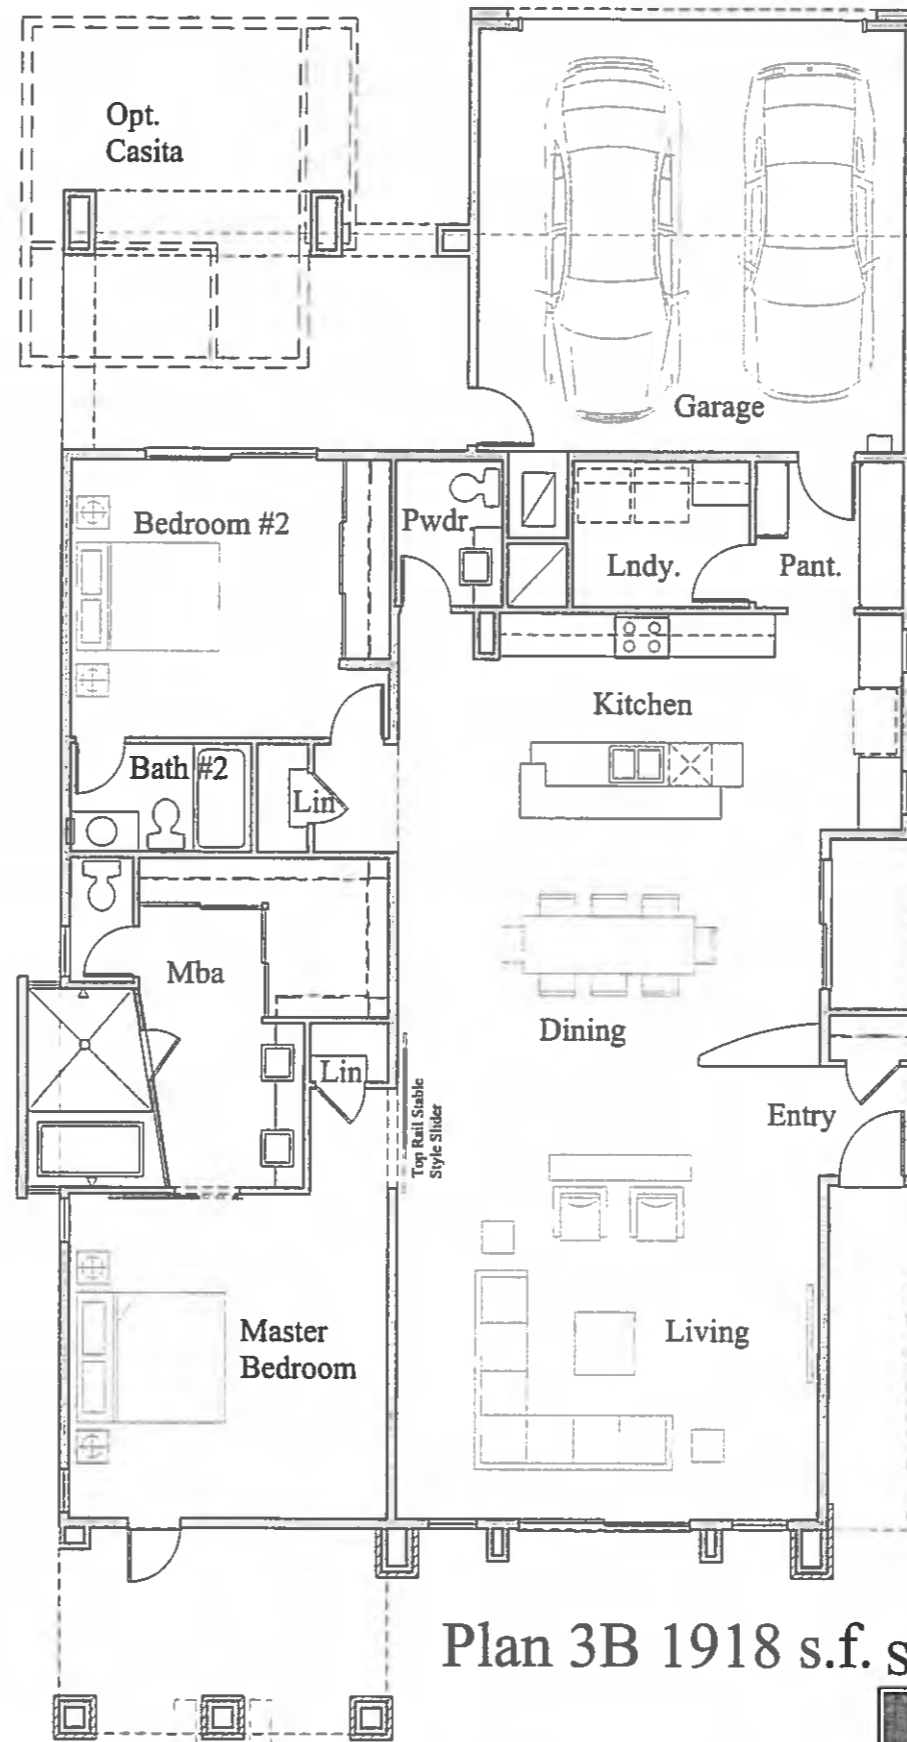 Opt.
Casita
Garage
Bedroom #2
Pwdr.
Lndy.
Pant.
Kitchen
Bath #2
Lin
Mba
Dining
Lin
Top Rail Stable
Style Slider
Entry
Master
Bedroom
Living
Plan 3B 1918 s.f.